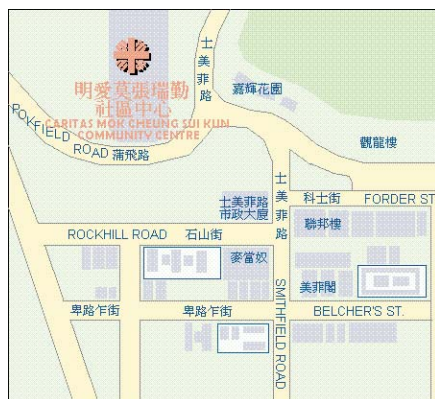 士美菲路
明愛莫張瑞勤
社區中心
CARITAS MOK CHEUNG SUI KUN
COMMUNITY CENTRE
嘉輝花園
POKFIELD ROAD 蒲飛路
觀龍樓
士美菲路
市政大廈
士美菲路
科士街 FORDER ST
聯邦樓
ROCKHILL ROAD 石山街
麥當奴
美菲閣
卑路乍街
卑路乍街
SMITHFIELD ROAD
BELCHER'S ST.